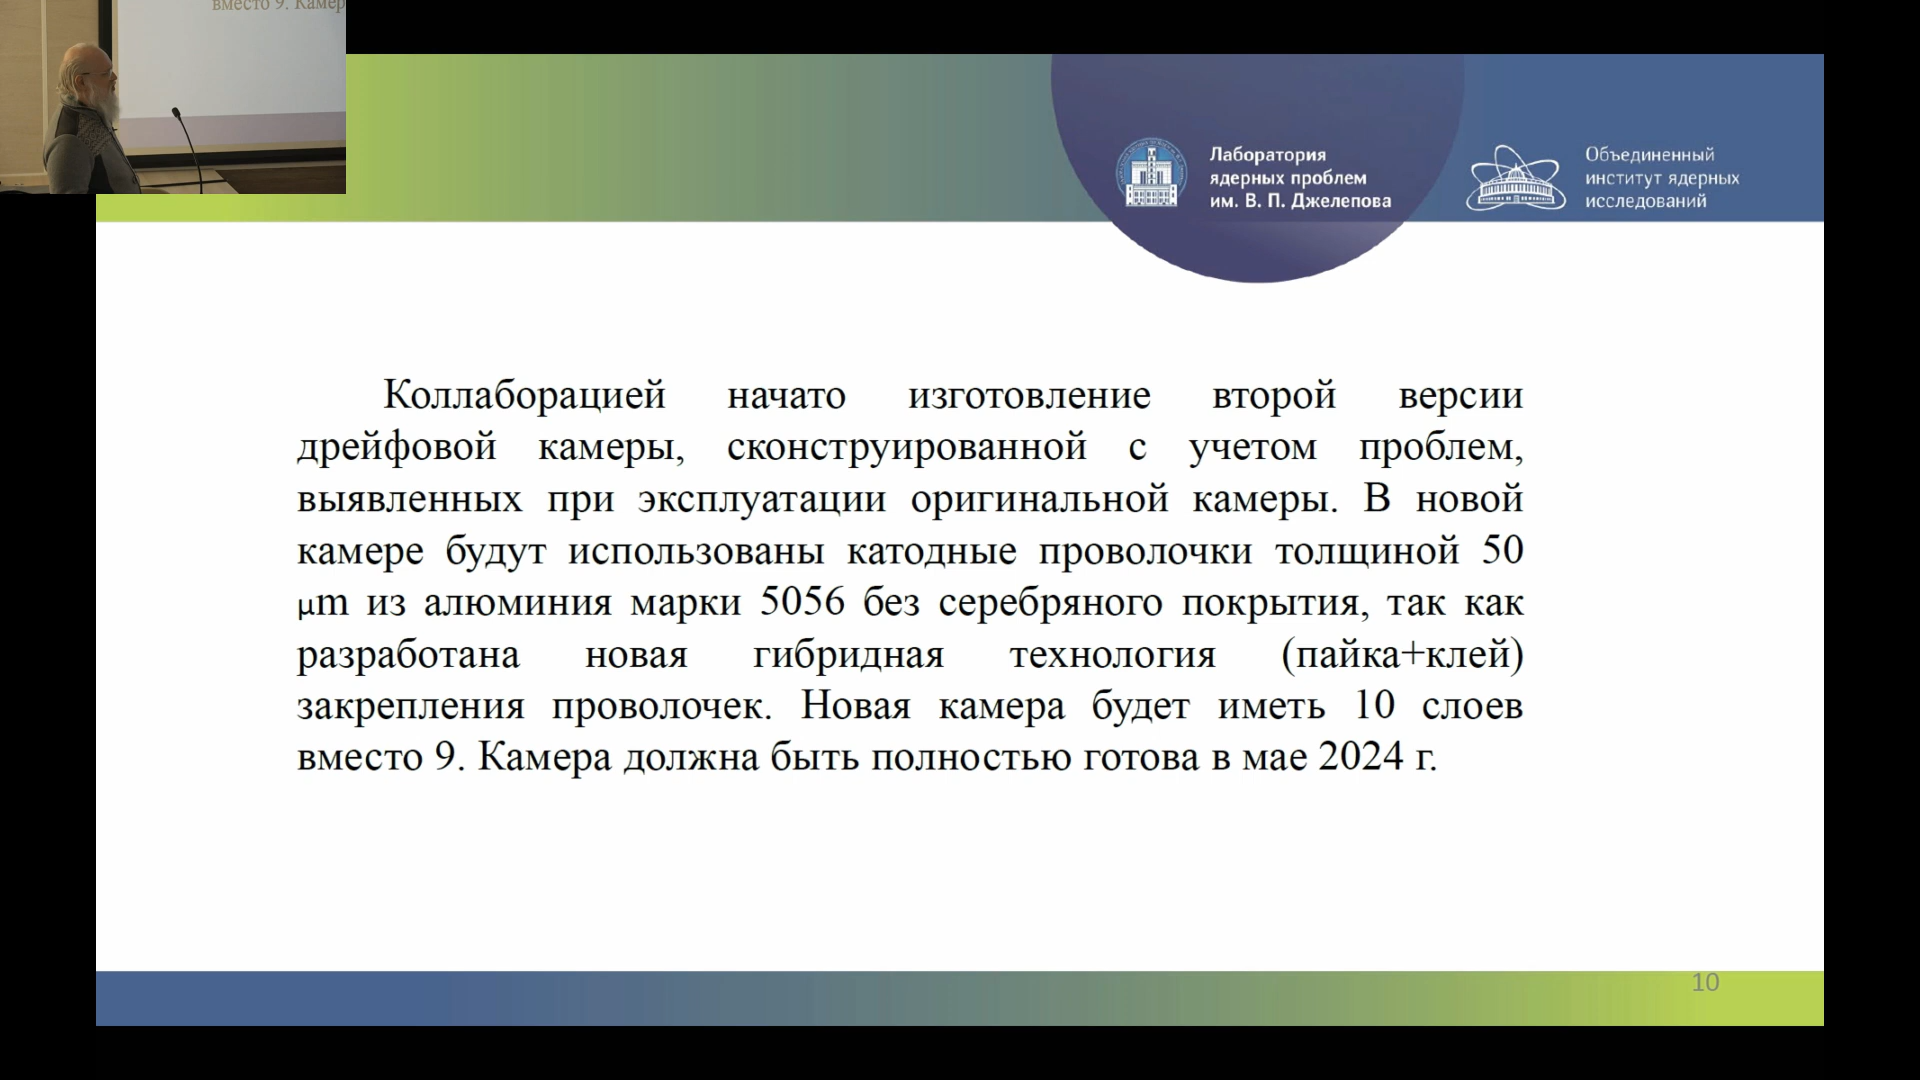 вместо 9. Камер
Лаборатория
ядерных проблем
им. В. П. Джелепова
Объединенный
институт ядерных
исследований
Коллаборацией начато изготовление второй версии
дрейфовой камеры, сконструированной с учетом проблем,
выявленных при эксплуатации оригинальной камеры. В новой
камере будут использованы катодные проволочки толщиной 50
μm из алюминия марки 5056 без серебряного покрытия, так как
разработана новая гибридная технология (пайка+клей)
закрепления проволочек. Новая камера будет иметь 10 слоев
вместо 9. Камера должна быть полностью готова в мае 2024 г.
10